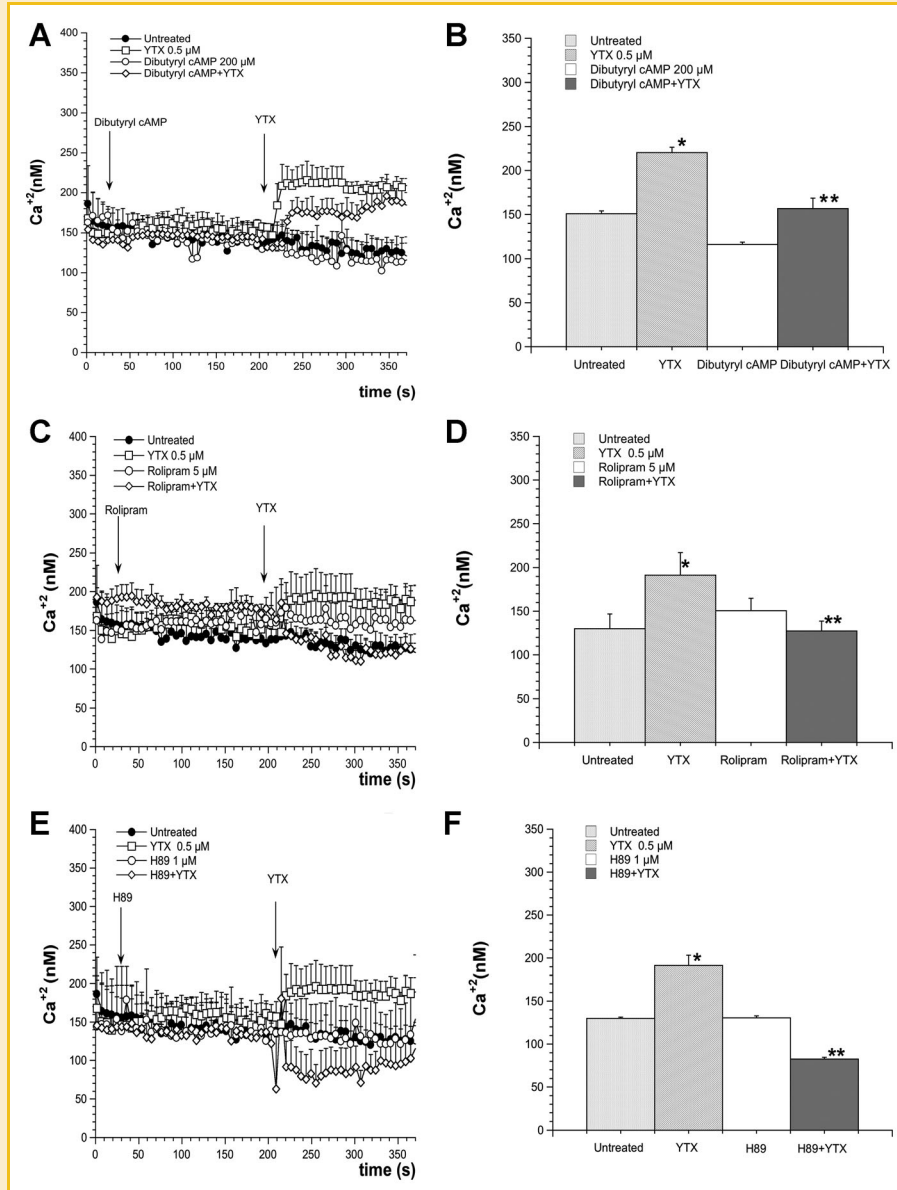 A
Untreated
YTX 0.5 µM
Dibutyryl cAMP 200 µM
Dibutyryl cAMP+YTX
Dibutyryl cAMP
YTX
Ca+2(nM)
400
350
300
250
200
150
100
50
0
0 50 100 150 200 250 300 350
time (s)
B
Untreated
YTX 0.5 µM
Dibutyryl cAMP 200 µM
Dibutyryl cAMP+YTX
Ca+2(nM)
350
300
250
200
150
100
50
0
*
**
Untreated YTX Dibutyryl cAMP Dibutyryl cAMP+YTX
C
Untreated
YTX 0.5 µM
Rolipram 5 µM
Rolipram+YTX
Rolipram
YTX
Ca+2 (nM)
400
350
300
250
200
150
100
50
0
0 50 100 150 200 250 300 350
time (s)
D
Untreated
YTX 0.5 µM
Rolipram 5 µM
Rolipram+YTX
Ca+2(nM)
350
300
250
200
150
100
50
0
*
**
Untreated YTX Rolipram Rolipram+YTX
E
Untreated
YTX 0.5 µM
H89 1 µM
H89+YTX
H89
YTX
Ca+2 (nM)
400
350
300
250
200
150
100
50
0
0 50 100 150 200 250 300 350
time (s)
F
Untreated
YTX 0.5 µM
H89 1 µM
H89+YTX
Ca+2(nM)
350
300
250
200
150
100
50
0
*
**
Untreated YTX H89 H89+YTX